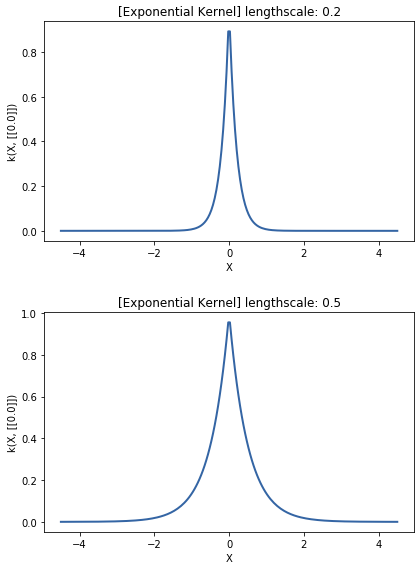 [Exponential Kernel] lengthscale: 0.2
0.8
0.6
0.4
0.2
0.0
k(X, [[0.0]])
−4 −2 0 2 4
X
[Exponential Kernel] lengthscale: 0.5
1.0
0.8
0.6
0.4
0.2
0.0
k(X, [[0.0]])
−4 −2 0 2 4
X